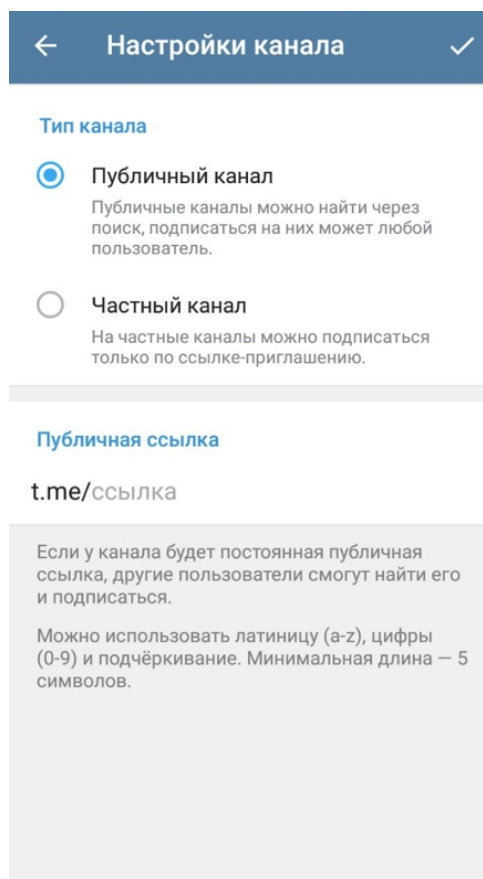 Настройки канала
Тип канала
Публичный канал
Публичные каналы можно найти через
поиск, подписаться на них может любой
пользователь.
Частный канал
На частные каналы можно подписаться
только по ссылке-приглашению.
Публичная ссылка
t.me/ссылка
Если у канала будет постоянная публичная
ссылка, другие пользователи смогут найти его
и подписаться.
Можно использовать латиницу (a-z), цифры
(0-9) и подчёркивание. Минимальная длина — 5
символов.